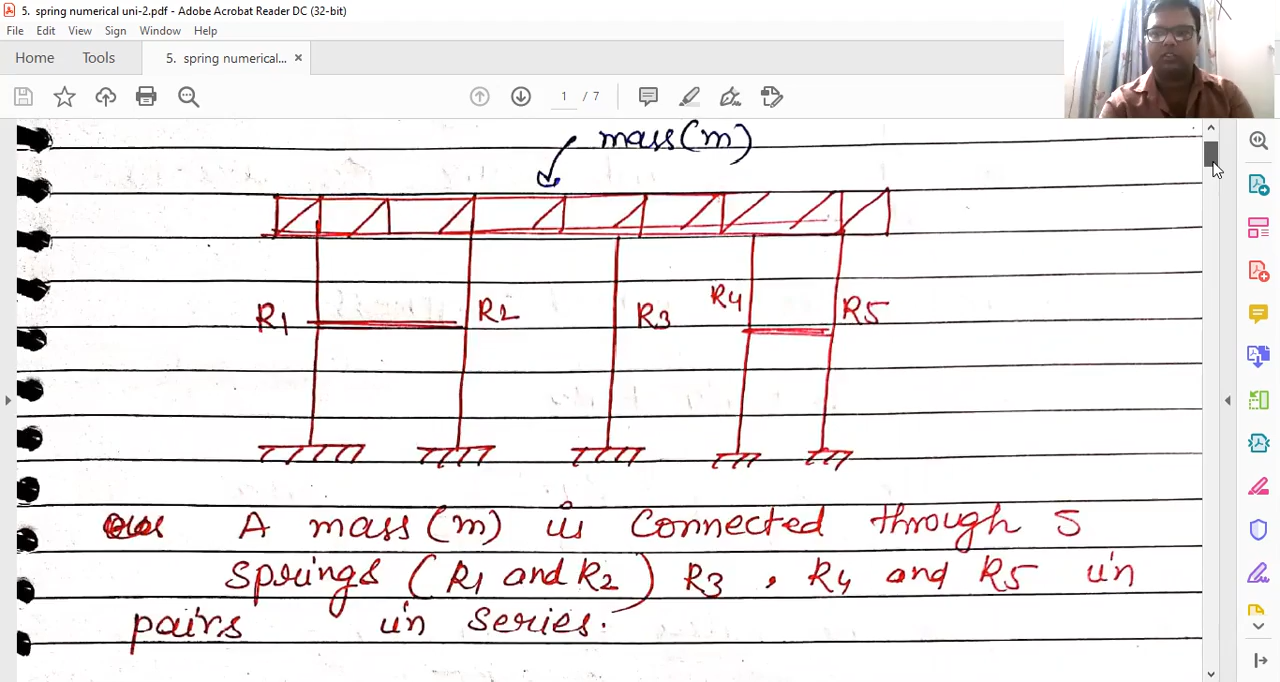 5. spring numerical uni-2.pdf - Adobe Acrobat Reader DC (32-bit)
File Edit View Sign Window Help
Home Tools 5. spring numerical... ×
1 / 7
mass(m)
R1 R2 R3 R4 R5
A mass(m) is connected through 5
springs (R1 and R2) R3, R4 and R5 in
pairs in series.